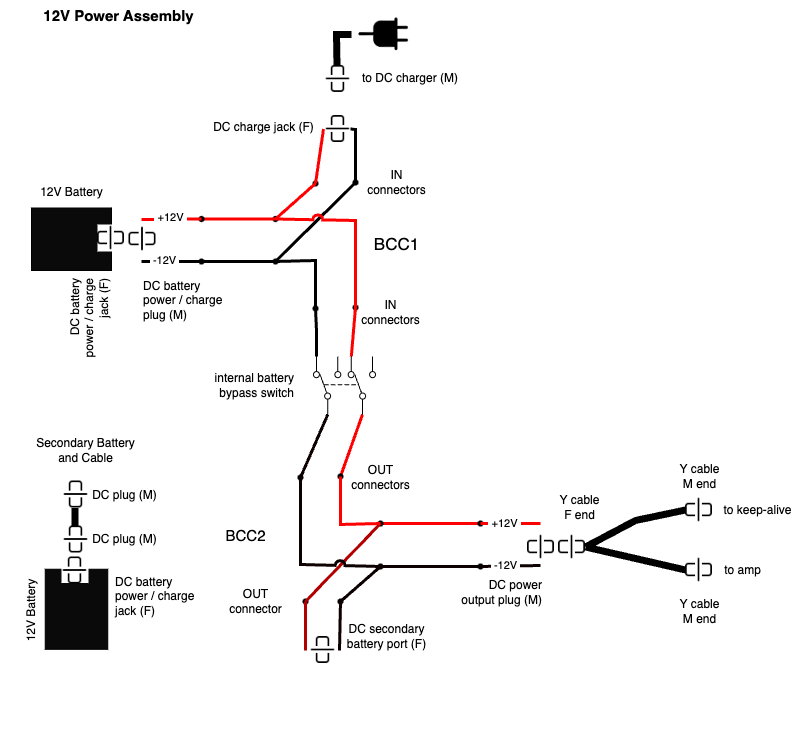 12V Power Assembly
to DC charger (M)
DC charge jack (F)
IN
connectors
12V Battery
+12V
BCC1
-12V
DC battery
power / charge
jack (F)
DC battery
power / charge
plug (M)
IN
connectors
internal battery
bypass switch
Secondary Battery
and Cable
OUT
connectors
Y cable
M end
DC plug (M)
Y cable
F end
to keep-alive
+12V
BCC2
DC plug (M)
-12V
to amp
12V Battery
DC battery
power / charge
jack (F)
DC power
output plug (M)
OUT
connector
Y cable
M end
DC secondary
battery port (F)